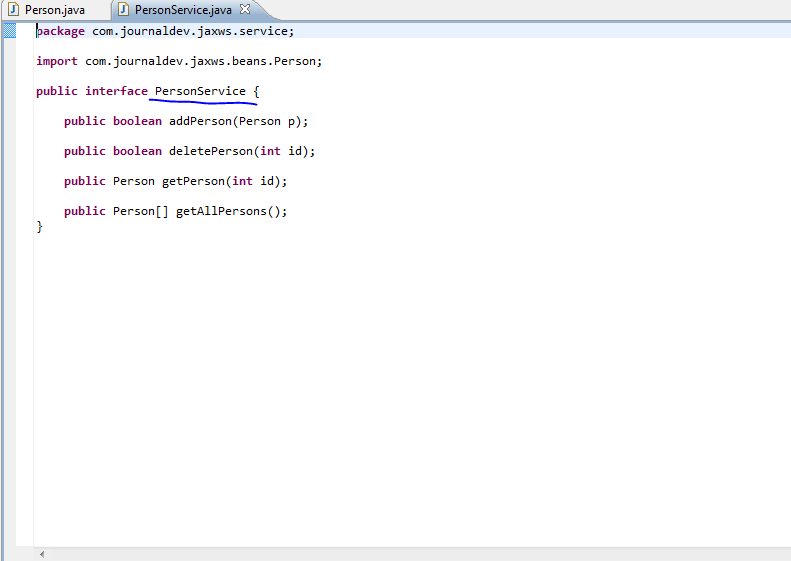 Person.java PersonService.java
package com.journaldev.jaxws.service;
import com.journaldev.jaxws.beans.Person;
public interface PersonService {
public boolean addPerson(Person p);
public boolean deletePerson(int id);
public Person getPerson(int id);
public Person[] getAllPersons();
}